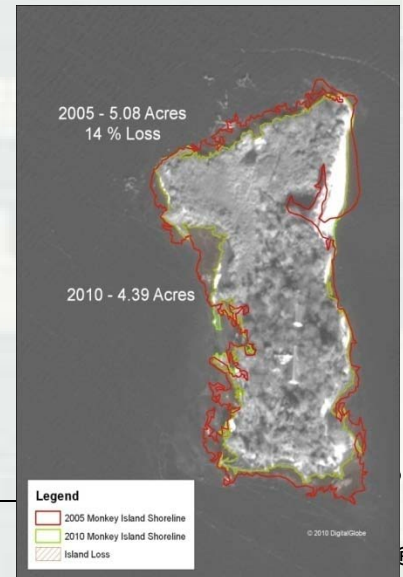 2005 - 5.08 Acres
14 % Loss
2010 - 4.39 Acres
Legend
2005 Monkey Island Shoreline
2010 Monkey Island Shoreline
Island Loss
© 2010 DigitalGlobe